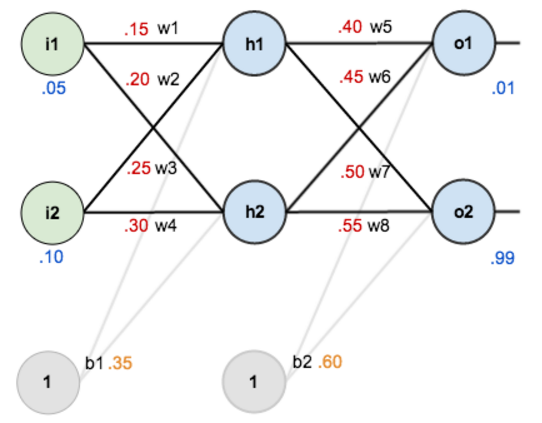 .15 w1
.40 w5
i1
h1
o1
.20 w2
.45 w6
.05
.01
.25 w3
.50 w7
i2
h2
o2
.30 w4
.55 w8
.10
.99
b1 .35
b2 .60
1
1